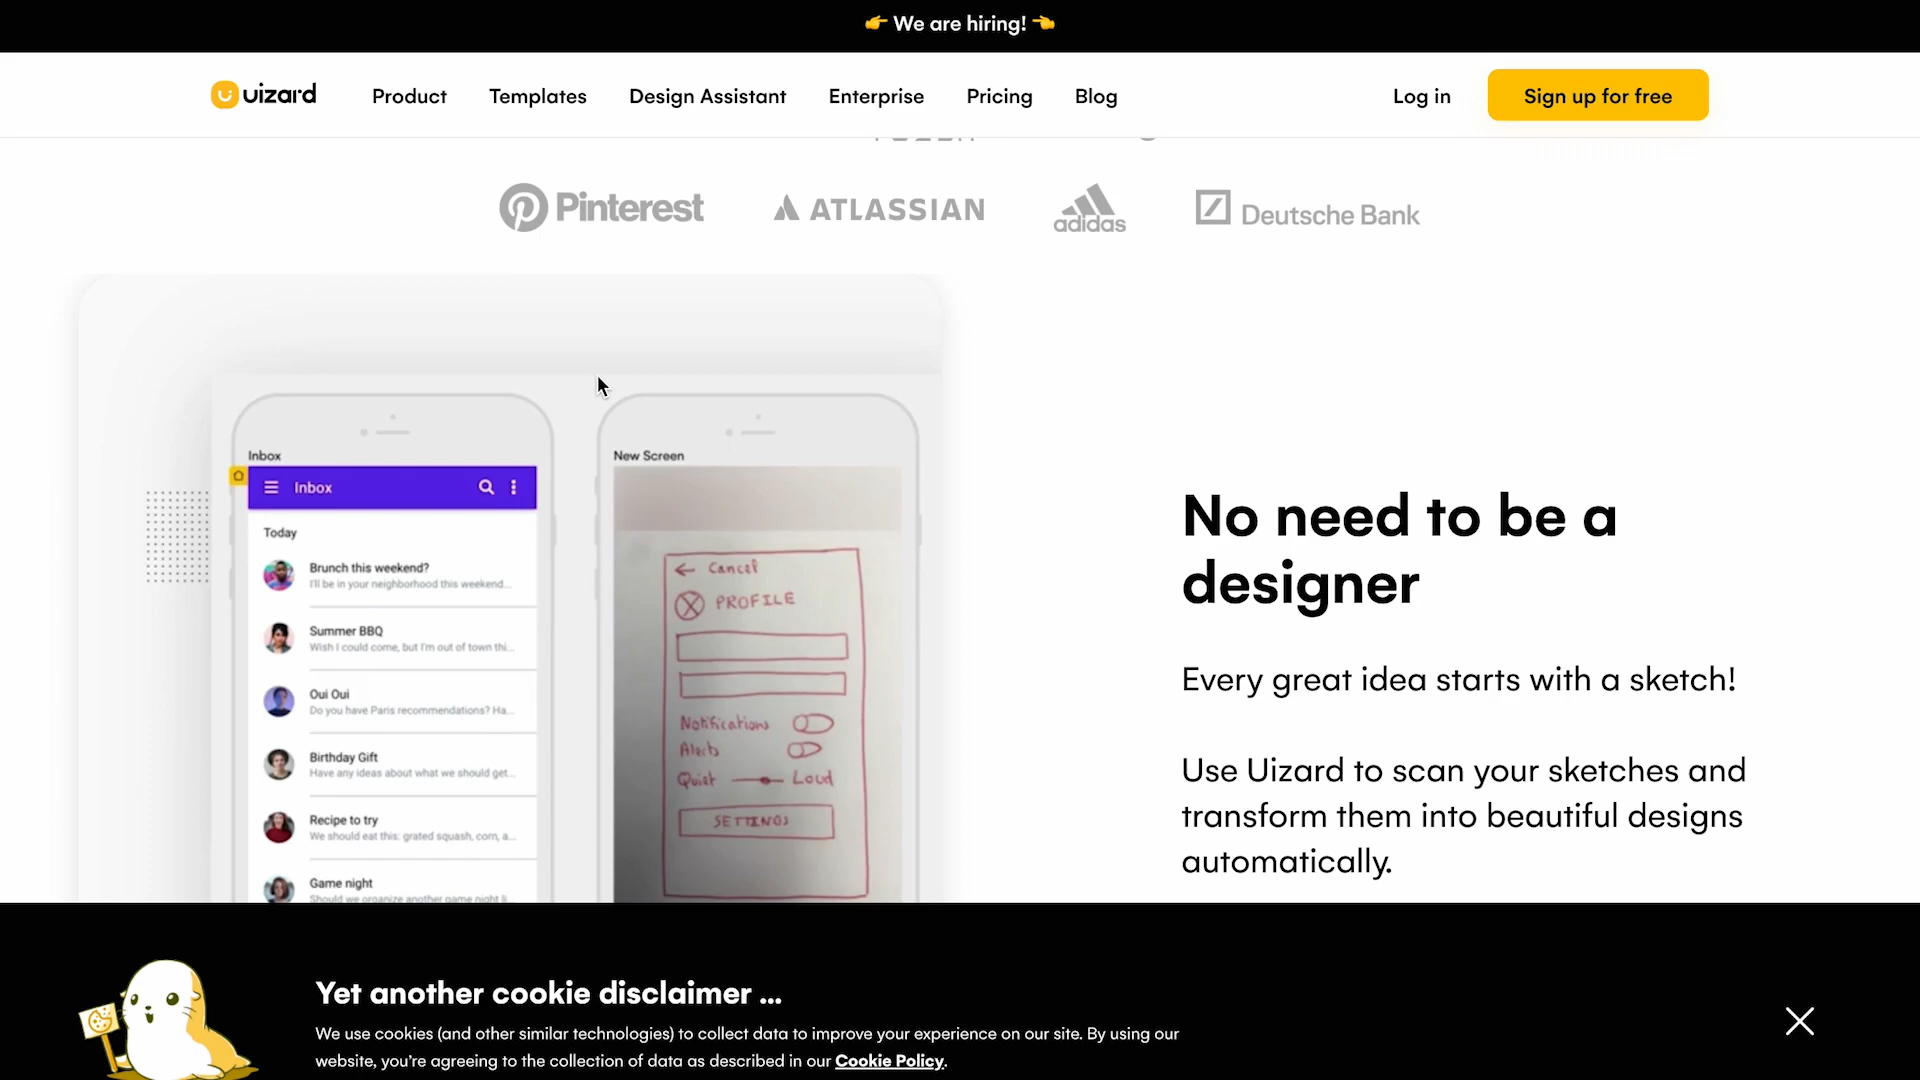 👉 We are hiring! 👈
uizard
Product
Templates
Design Assistant
Enterprise
Pricing
Blog
Log in
Sign up for free
Pinterest
ATLASSIAN
adidas
Deutsche Bank
Inbox
Inbox
Today
Brunch this weekend?
I'll be in your neighborhood this weekend...
Summer BBQ
Wish I could come, but I'm out of town thi...
Oui Oui
Do you have Paris recommendations? Ha...
Birthday Gift
Have any ideas about what we should get...
Recipe to try
We should eat this: grated squash, corn, a...
Game night
Should we organize another game night li
New Screen
← Cancel
PROFILE
Notifications
Alerts
Quiet
Loud
SETTINGS
No need to be a
designer
Every great idea starts with a sketch!
Use Uizard to scan your sketches and
transform them into beautiful designs
automatically.
Yet another cookie disclaimer ...
We use cookies (and other similar technologies) to collect data to improve your experience on our site. By using our
website, you're agreeing to the collection of data as described in our Cookie Policy.